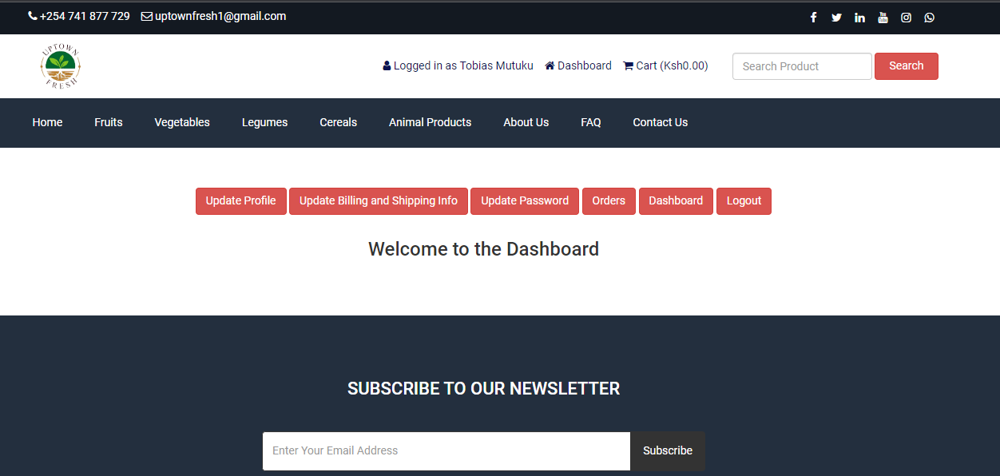 +254 741 877 729 uptownfresh1@gmail.com
UPTOWN
FRESH
Logged in as Tobias Mutuku Dashboard Cart (Ksh0.00) Search Product Search
Home Fruits Vegetables Legumes Cereals Animal Products About Us FAQ Contact Us
Update Profile Update Billing and Shipping Info Update Password Orders Dashboard Logout
Welcome to the Dashboard
SUBSCRIBE TO OUR NEWSLETTER
Enter Your Email Address Subscribe